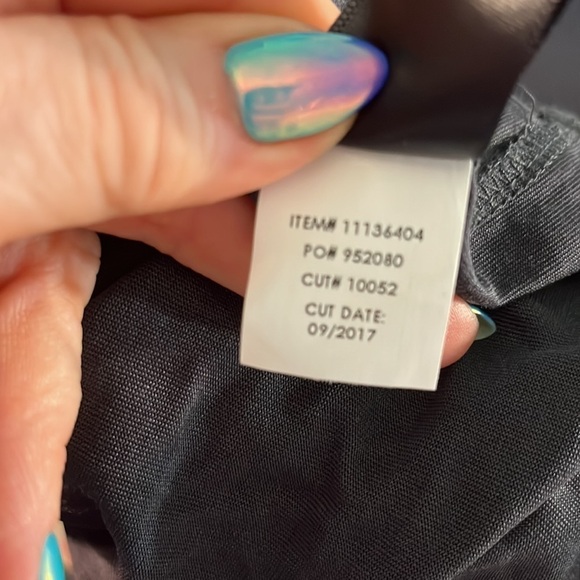 ITEM# 11136404
PO# 952080
CUT# 10052
CUT DATE:
09/2017